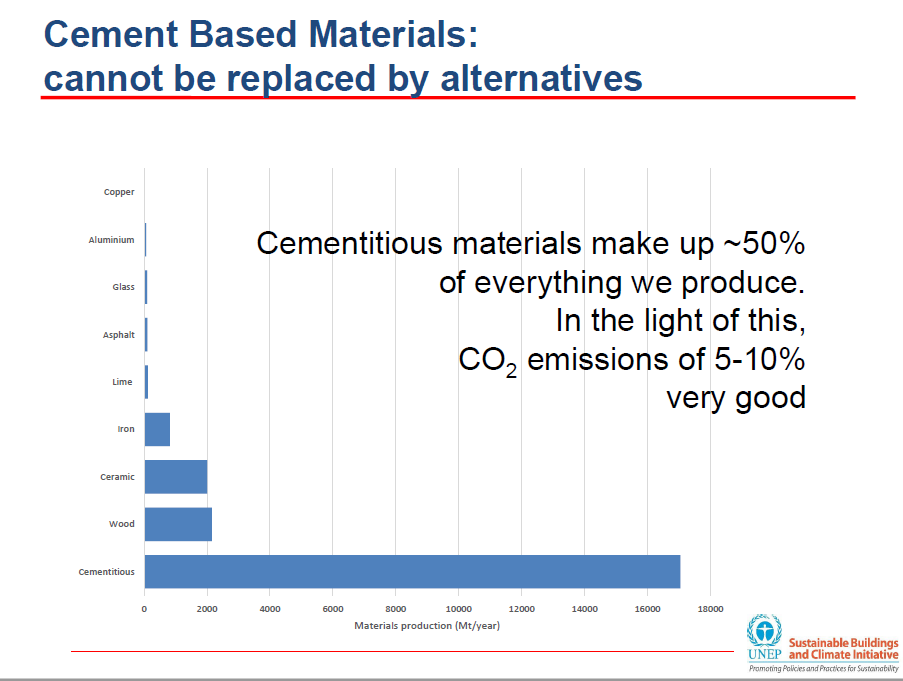 Cement Based Materials:
cannot be replaced by alternatives
Copper
Aluminium
Glass
Asphalt
Lime
Iron
Ceramic
Wood
Cementitious
Cementitious materials make up ~50%
of everything we produce.
In the light of this,
CO₂ emissions of 5-10%
very good
0 2000 4000 6000 8000 10000 12000 14000 16000 18000
Materials production (Mt/year)
UNEP
Sustainable Buildings
and Climate Initiative
Promoting Policies and Practices for Sustainability